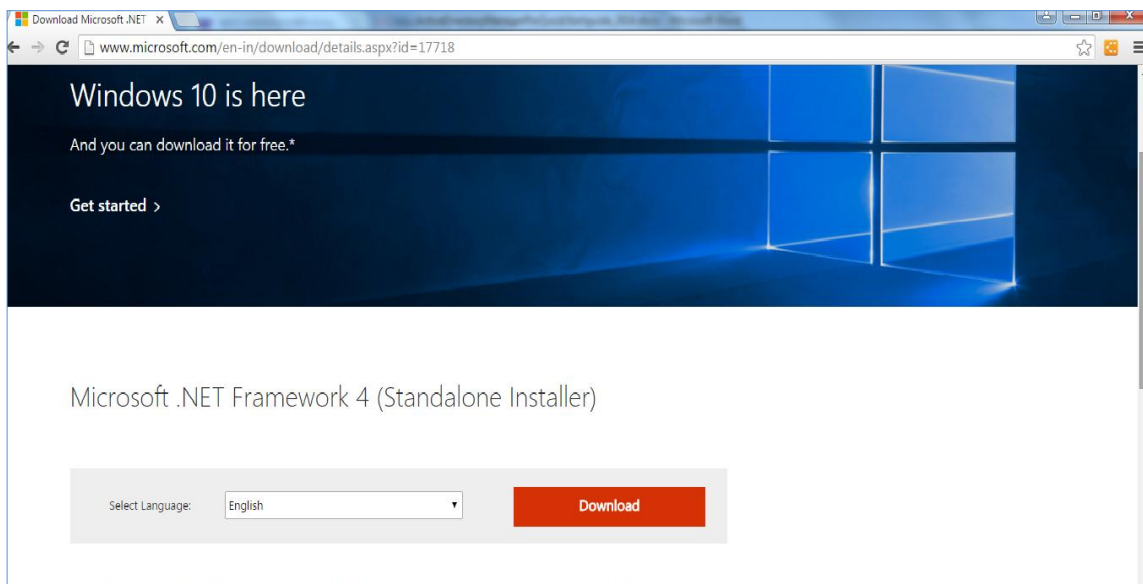 Download Microsoft .NET
www.microsoft.com/en-in/download/details.aspx?id=17718
Windows 10 is here
And you can download it for free.*
Get started >
Microsoft .NET Framework 4 (Standalone Installer)
Select Language:
English
Download